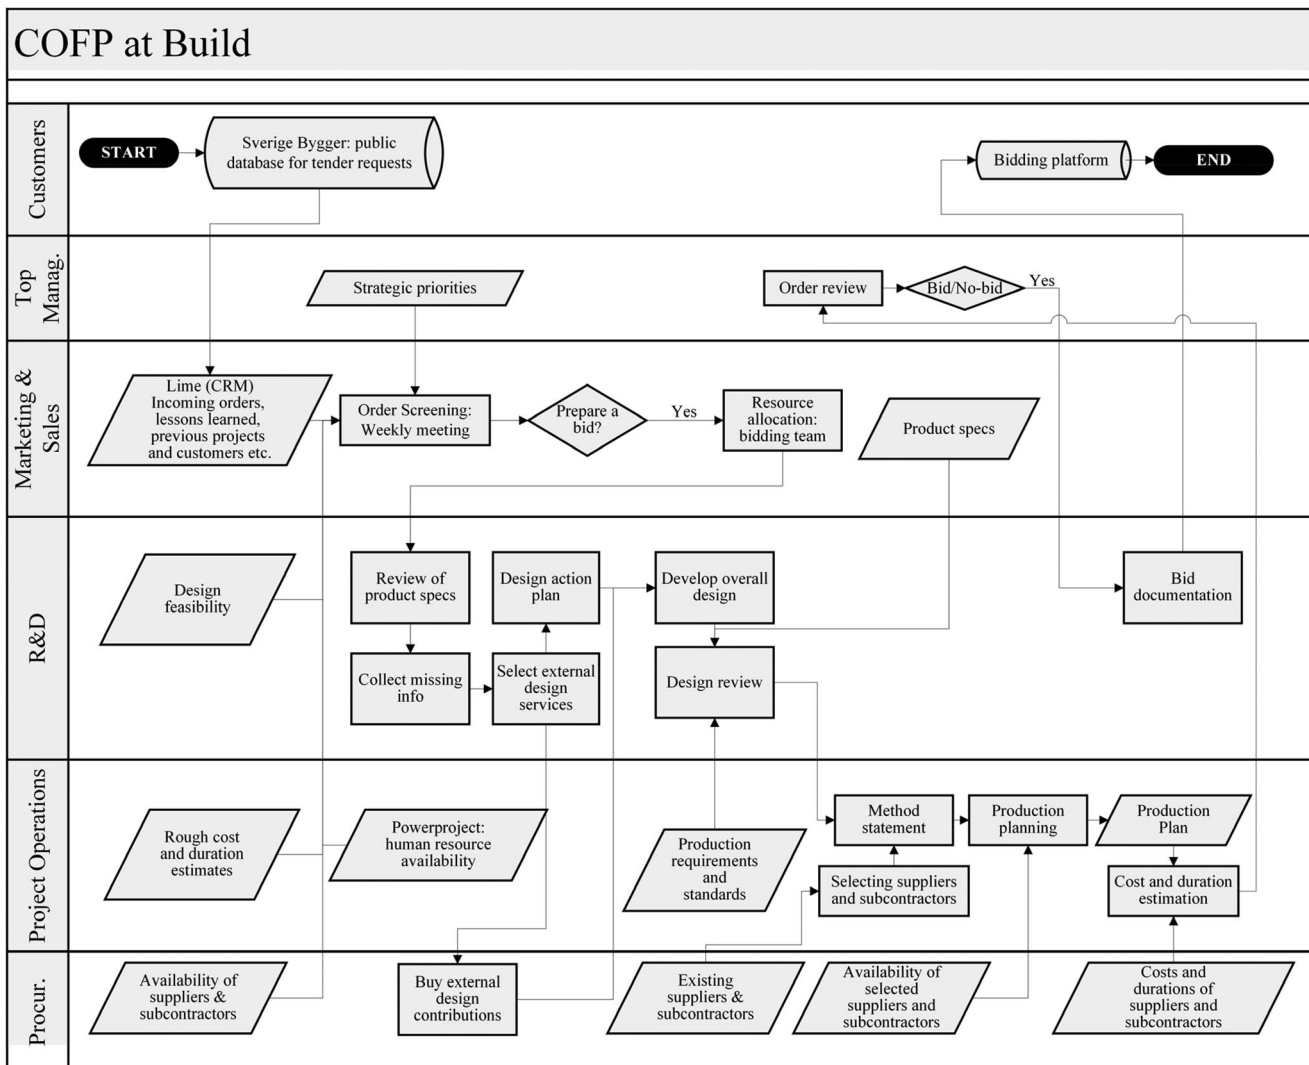 COFP at Build
Customers
START
Sverige Bygger: public
database for tender requests
Bidding platform
END
Top
Manag.
Strategic priorities
Order review
Bid/No-bid
Yes
Marketing &
Sales
Lime (CRM)
Incoming orders,
lessons learned,
previous projects
and customers etc.
Order Screening:
Weekly meeting
Prepare a
bid?
Yes
Resource
allocation:
bidding team
Product specs
R&D
Design
feasibility
Review of
product specs
Design action
plan
Develop overall
design
Bid
documentation
Collect missing
info
Select external
design
services
Design review
Project Operations
Rough cost
and duration
estimates
Powerproject:
human resource
availability
Production
requirements
and
standards
Method
statement
Production
planning
Production
Plan
Selecting suppliers
and subcontractors
Cost and duration
estimation
Procur.
Availability of
suppliers &
subcontractors
Buy external
design
contributions
Existing
suppliers &
subcontractors
Availability of
selected
suppliers and
subcontractors
Costs and
durations of
suppliers and
subcontractors